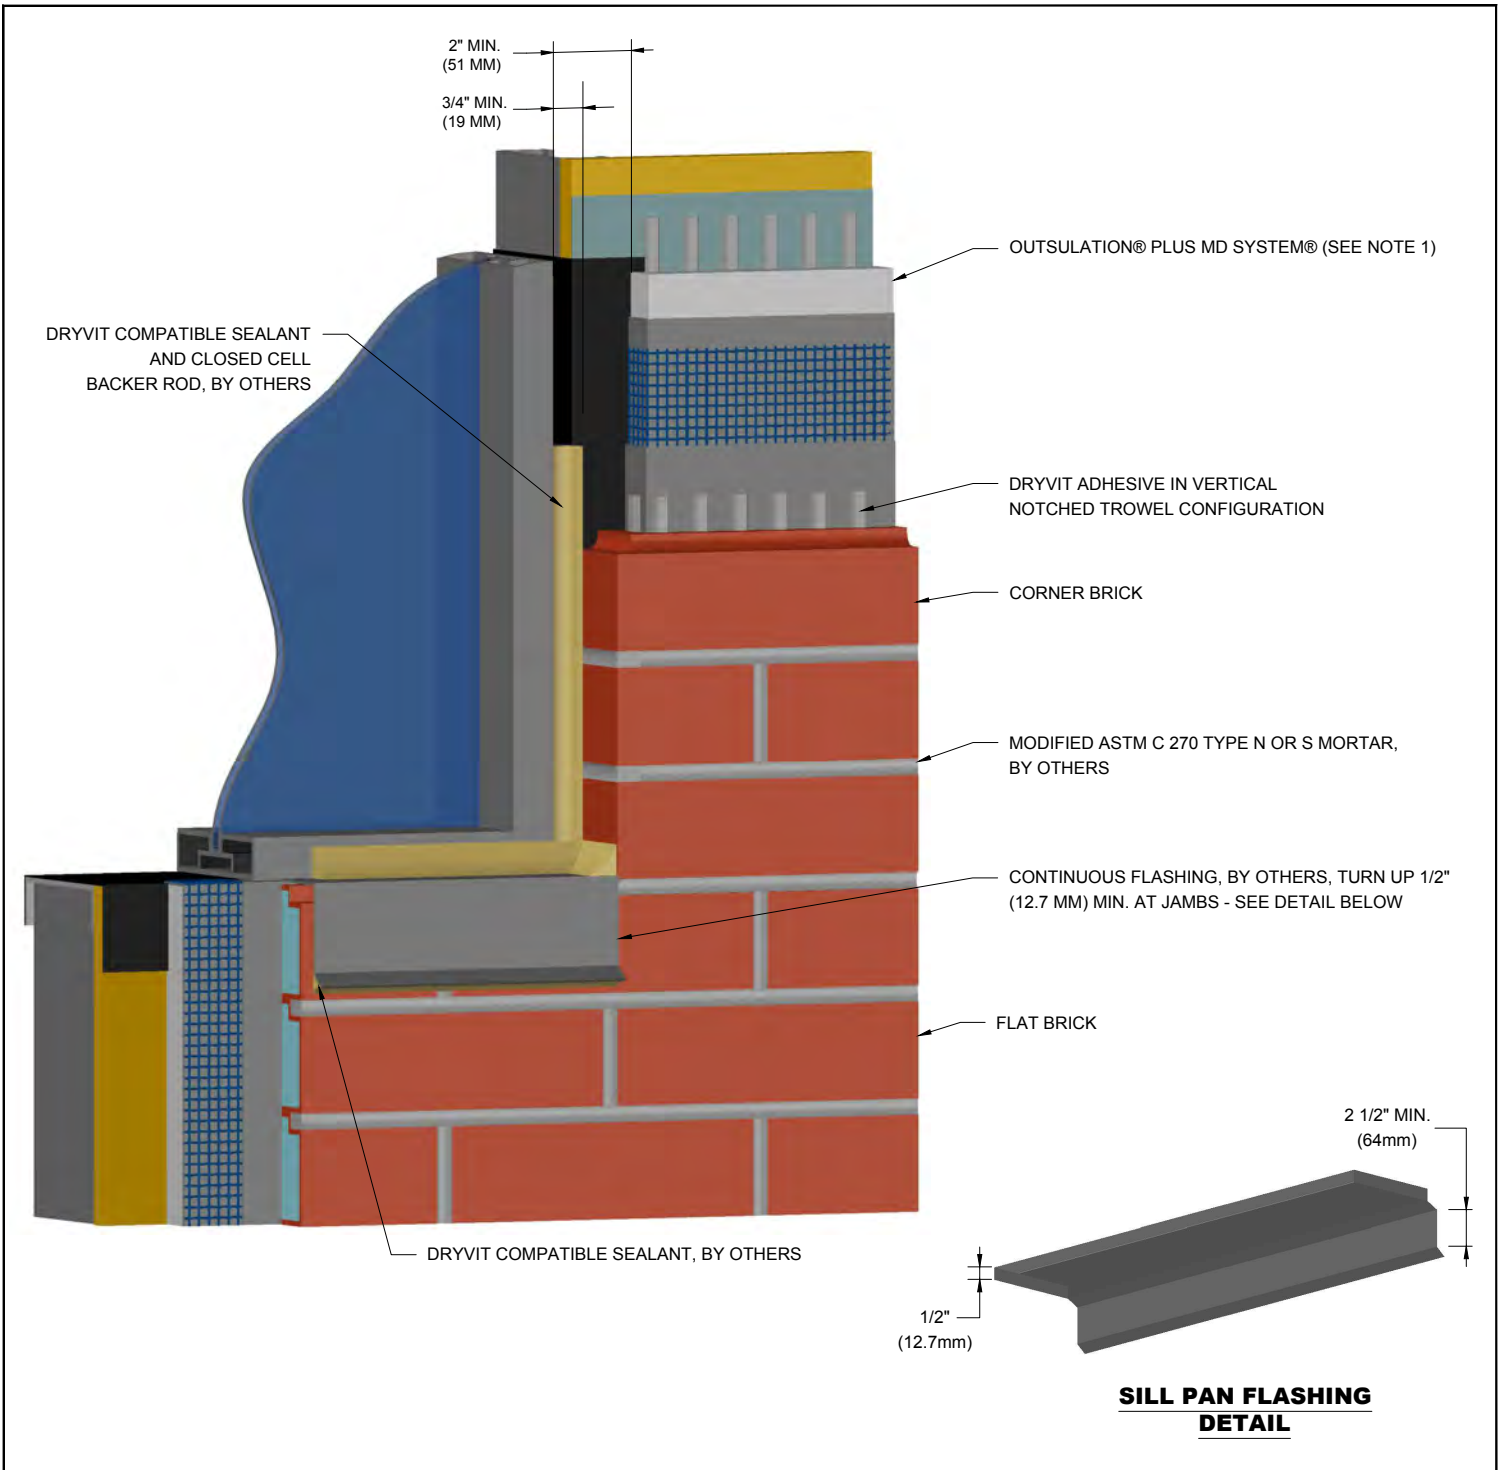 2" MIN.
(51 MM)
3/4" MIN.
(19 MM)
OUTSULATION® PLUS MD SYSTEM® (SEE NOTE 1)
DRYVIT COMPATIBLE SEALANT
AND CLOSED CELL
BACKER ROD, BY OTHERS
DRYVIT ADHESIVE IN VERTICAL
NOTCHED TROWEL CONFIGURATION
CORNER BRICK
MODIFIED ASTM C 270 TYPE N OR S MORTAR,
BY OTHERS
CONTINUOUS FLASHING, BY OTHERS, TURN UP 1/2"
(12.7 MM) MIN. AT JAMBS - SEE DETAIL BELOW
FLAT BRICK
DRYVIT COMPATIBLE SEALANT, BY OTHERS
2 1/2" MIN.
(64mm)
1/2"
(12.7mm)
SILL PAN FLASHING
DETAIL